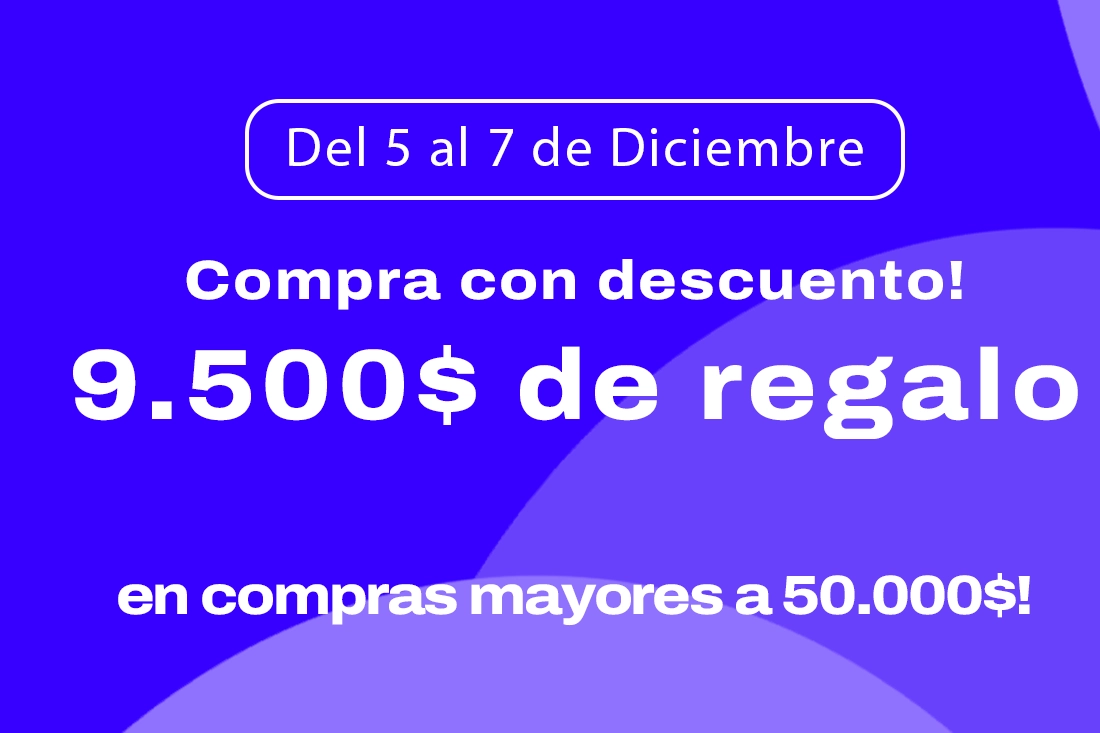 Del 5 al 7 de Diciembre
Compra con descuento!
9.500$ de regalo
en compras mayores a 50.000$!